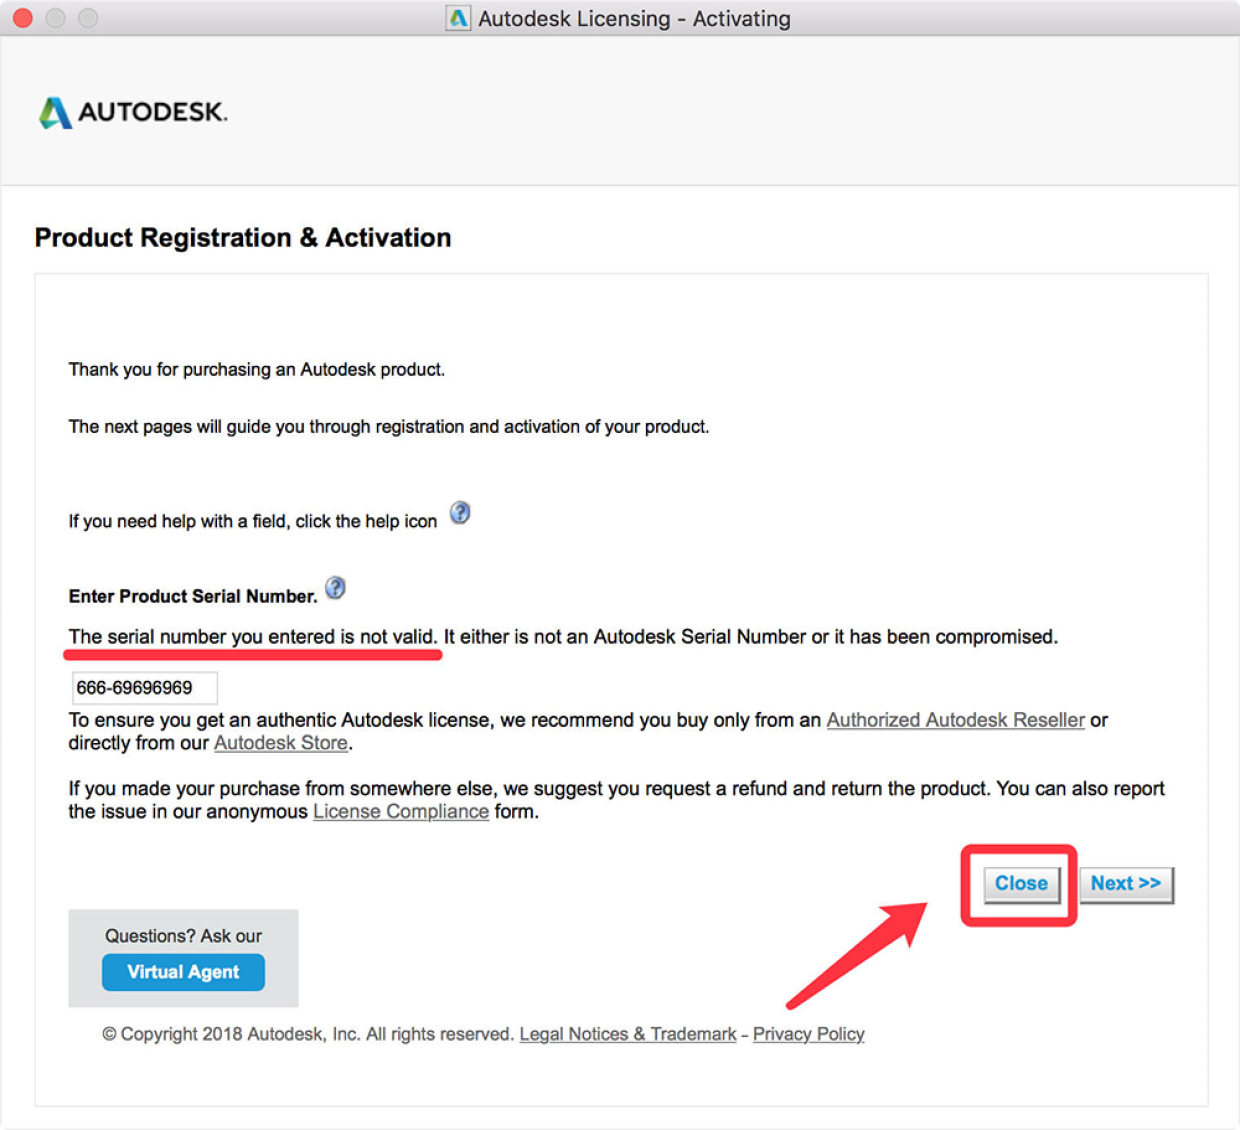 Autodesk Licensing - Activating
AUTODESK.
Product Registration & Activation
Thank you for purchasing an Autodesk product.
The next pages will guide you through registration and activation of your product.
If you need help with a field, click the help icon ?
Enter Product Serial Number. ?
The serial number you entered is not valid. It either is not an Autodesk Serial Number or it has been compromised.
666-69696969
To ensure you get an authentic Autodesk license, we recommend you buy only from an Authorized Autodesk Reseller or
directly from our Autodesk Store.
If you made your purchase from somewhere else, we suggest you request a refund and return the product. You can also report
the issue in our anonymous License Compliance form.
Close Next >>
Questions? Ask our
Virtual Agent
© Copyright 2018 Autodesk, Inc. All rights reserved. Legal Notices & Trademark - Privacy Policy